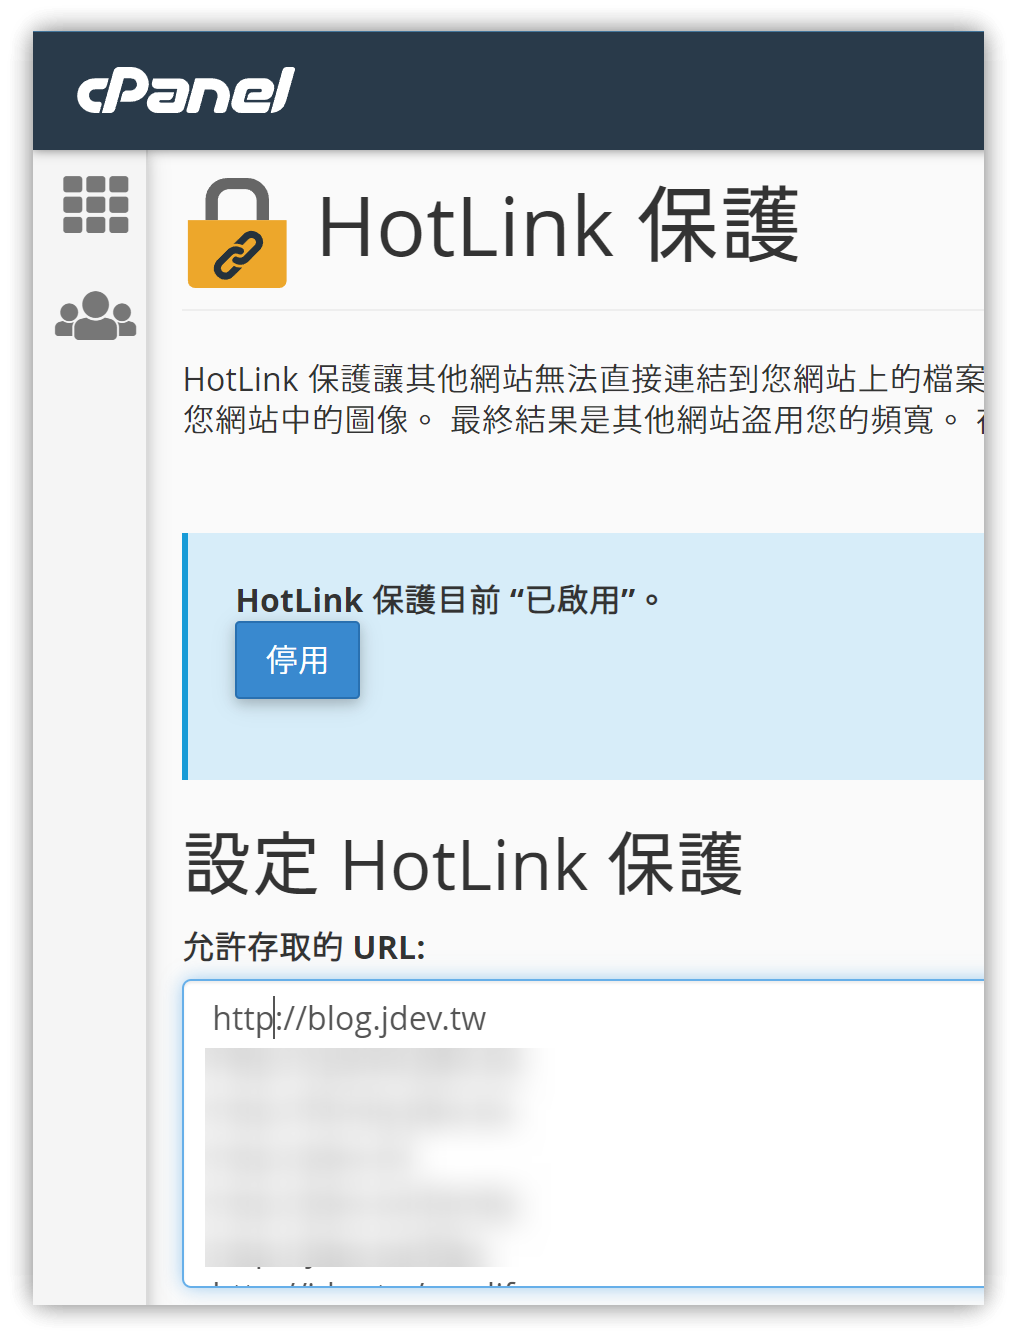 cPanel
HotLink 保護
HotLink 保護讓其他網站無法直接連結到您網站上的檔案
您網站中的圖像。 最終結果是其他網站盗用您的頻寬。
HotLink 保護目前 “已啟用”。
停用
設定 HotLink 保護
允許存取的 URL:
http://blog.jdev.tw